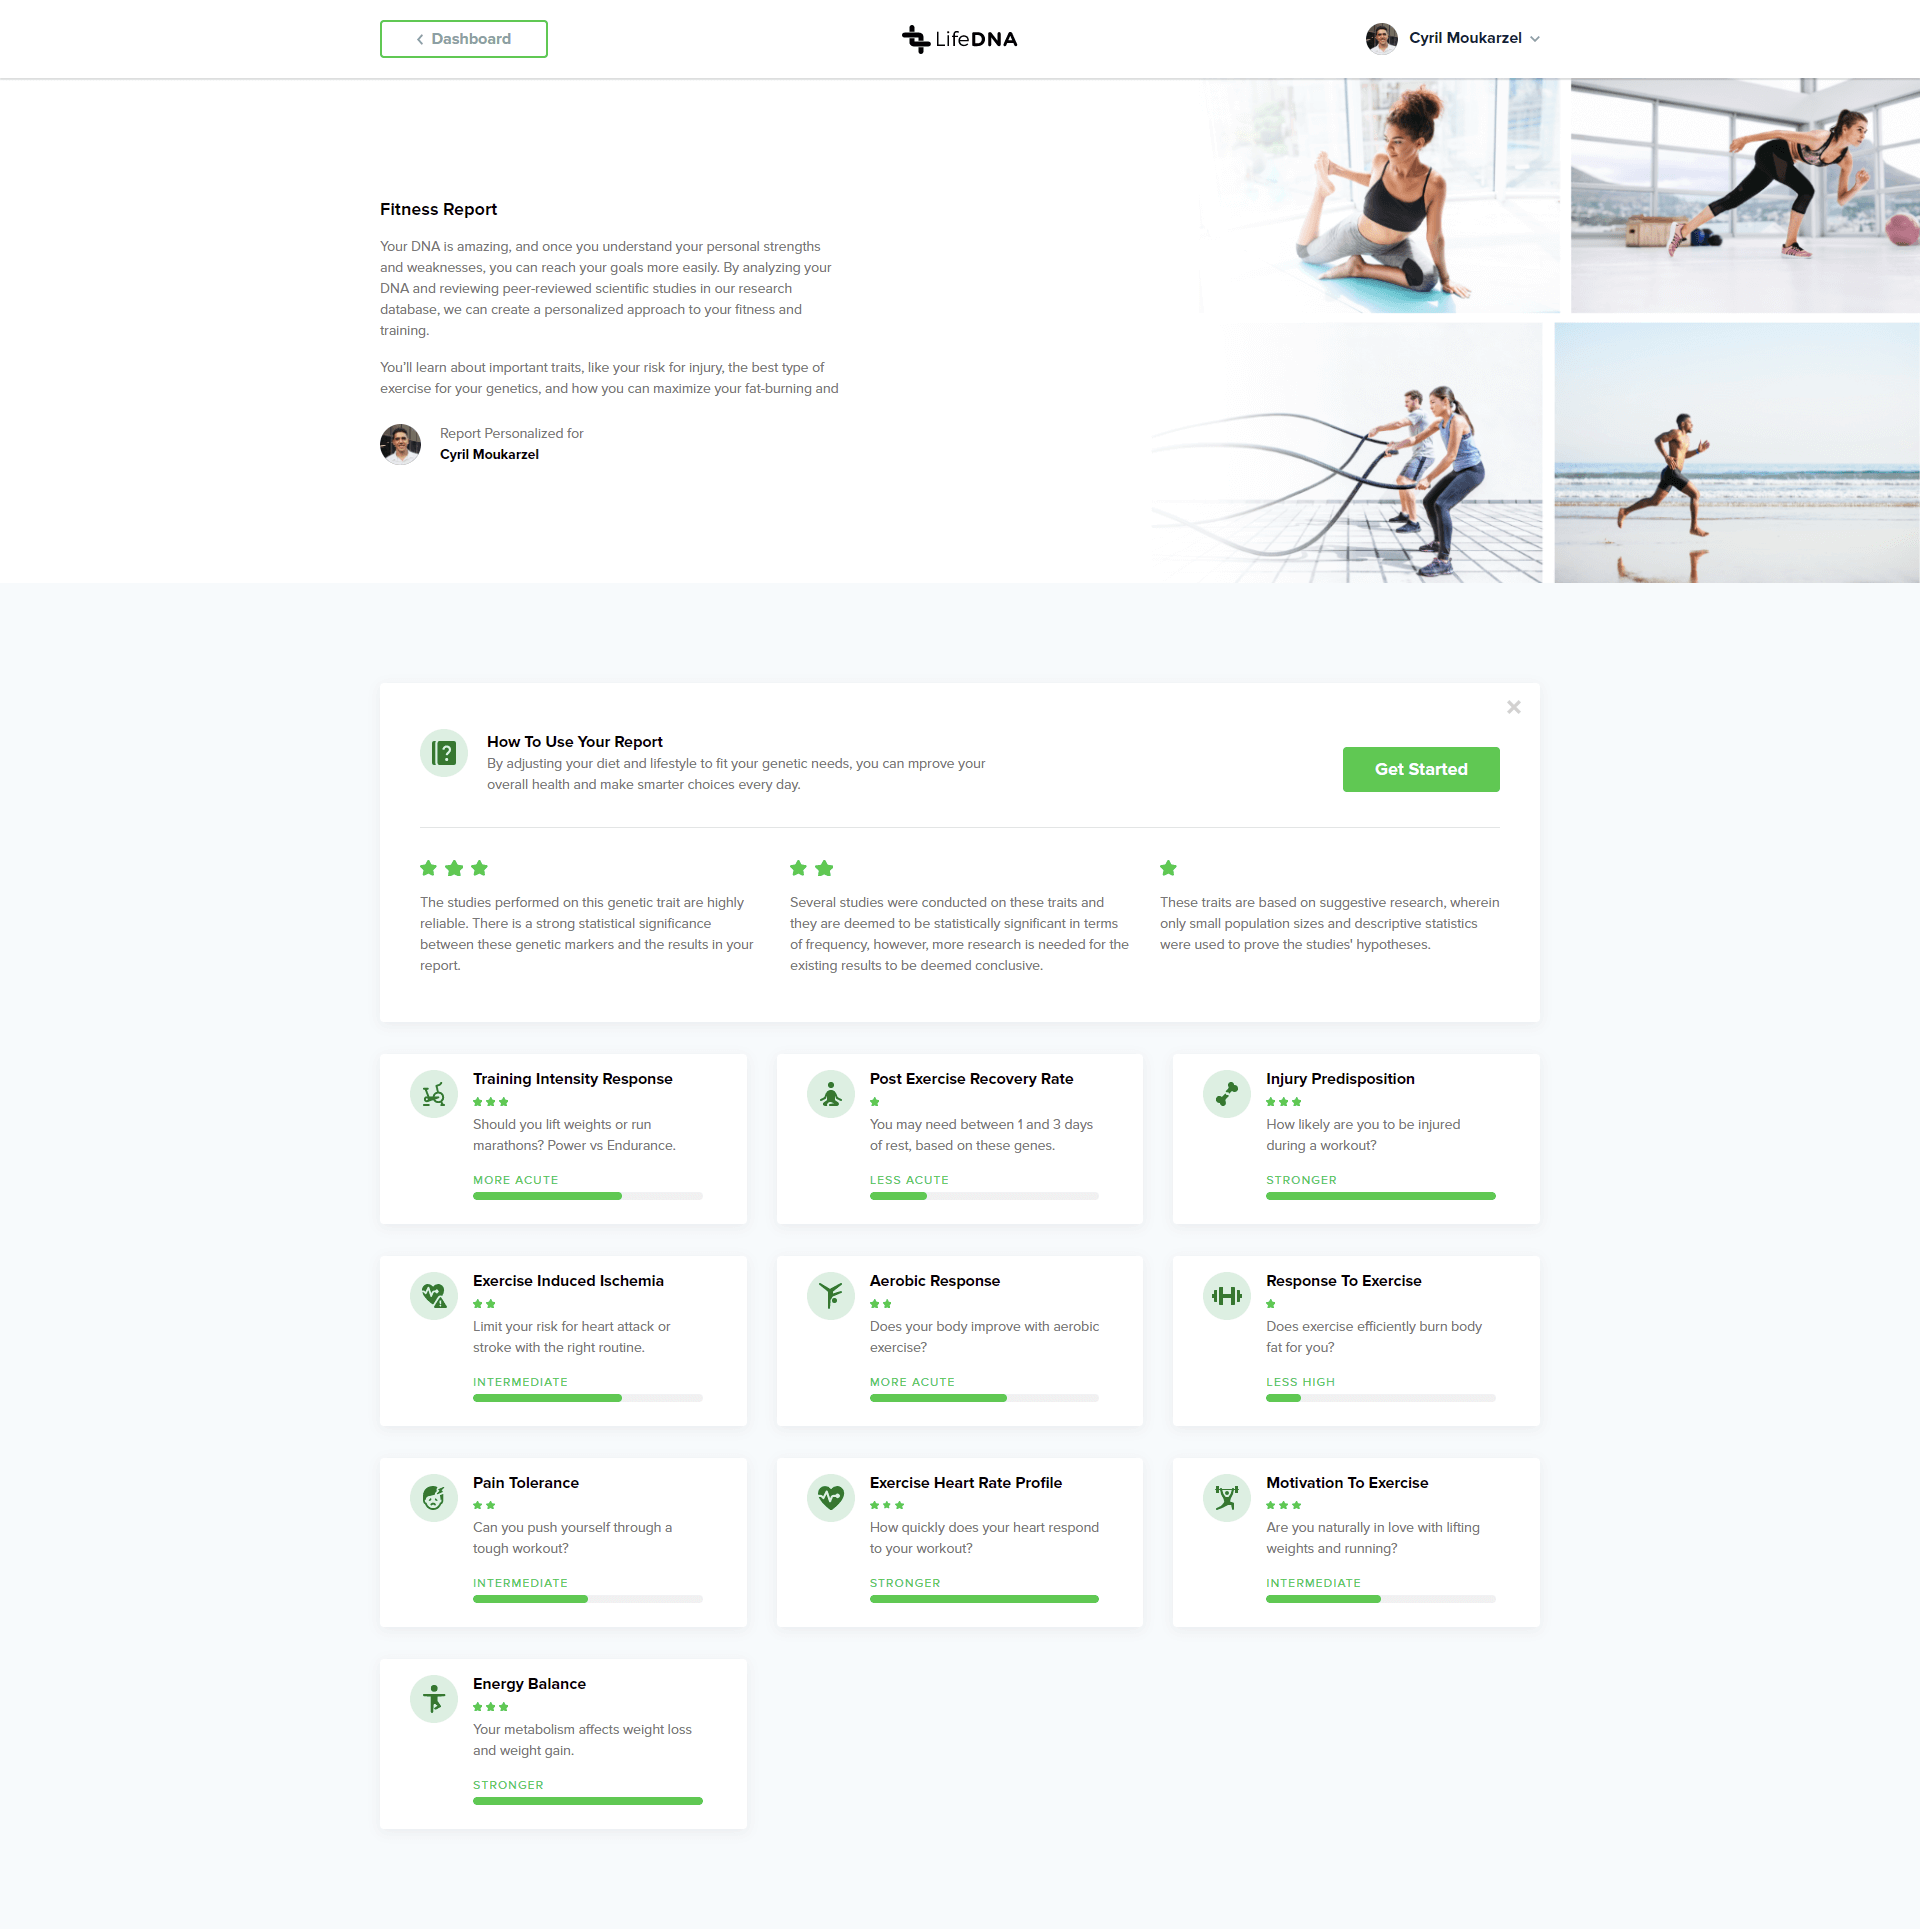 Dashboard
LifeDNA
Cyril Moukarzel
Fitness Report
Your DNA is amazing, and once you understand your personal strengths
and weaknesses, you can reach your goals more easily. By analyzing your
DNA and reviewing peer-reviewed scientific studies in our research
database, we can create a personalized approach to your fitness and
training.
You'll learn about important traits, like your risk for injury, the best type of
exercise for your genetics, and how you can maximize your fat-burning and
Report Personalized for
Cyril Moukarzel
How To Use Your Report
By adjusting your diet and lifestyle to fit your genetic needs, you can mprove your
overall health and make smarter choices every day.
Get Started
The studies performed on this genetic trait are highly
reliable. There is a strong statistical significance
between these genetic markers and the results in your
report.
Several studies were conducted on these traits and
they are deemed to be statistically significant in terms
of frequency, however, more research is needed for the
existing results to be deemed conclusive.
These traits are based on suggestive research, wherein
only small population sizes and descriptive statistics
were used to prove the studies' hypotheses.
Training Intensity Response
Should you lift weights or run
marathons? Power vs Endurance.
MORE ACUTE
Post Exercise Recovery Rate
You may need between 1 and 3 days
of rest, based on these genes.
LESS ACUTE
Injury Predisposition
How likely are you to be injured
during a workout?
STRONGER
Exercise Induced Ischemia
Limit your risk for heart attack or
stroke with the right routine.
INTERMEDIATE
Aerobic Response
Does your body improve with aerobic
exercise?
MORE ACUTE
Response To Exercise
Does exercise efficiently burn body
fat for you?
LESS HIGH
Pain Tolerance
Can you push yourself through a
tough workout?
INTERMEDIATE
Exercise Heart Rate Profile
How quickly does your heart respond
to your workout?
STRONGER
Motivation To Exercise
Are you naturally in love with lifting
weights and running?
INTERMEDIATE
Energy Balance
Your metabolism affects weight loss
and weight gain.
STRONGER